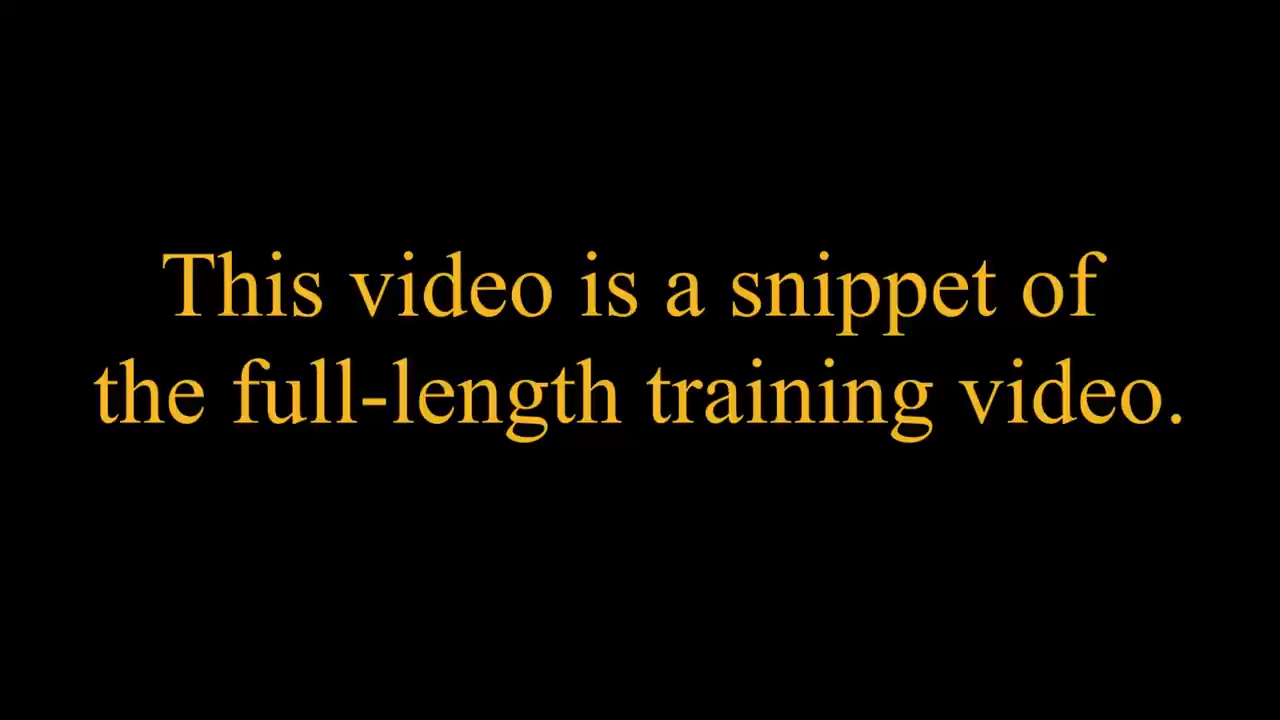 This video is a snippet of
the full-length training video.